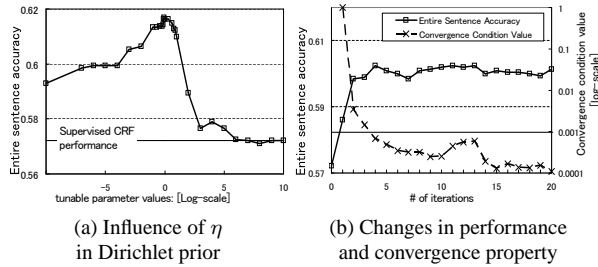 0.62
0.6
0.58
0.56
Entire sentence accuracy
Supervised CRF
performance
-5
0
5
10
tunable parameter values: [Log-scale]
(a) Influence of η
in Dirichlet prior
0.61
0.59
0.57
Entire sentence accuracy
Entire Sentence Accuracy
Convergence Condition Value
1
1
0.1
0.01
0.001
0.0001
0.0001
Convergence condition value
[log-scale]
0
5
10
15
20
# of iterations
(b) Changes in performance
and convergence property